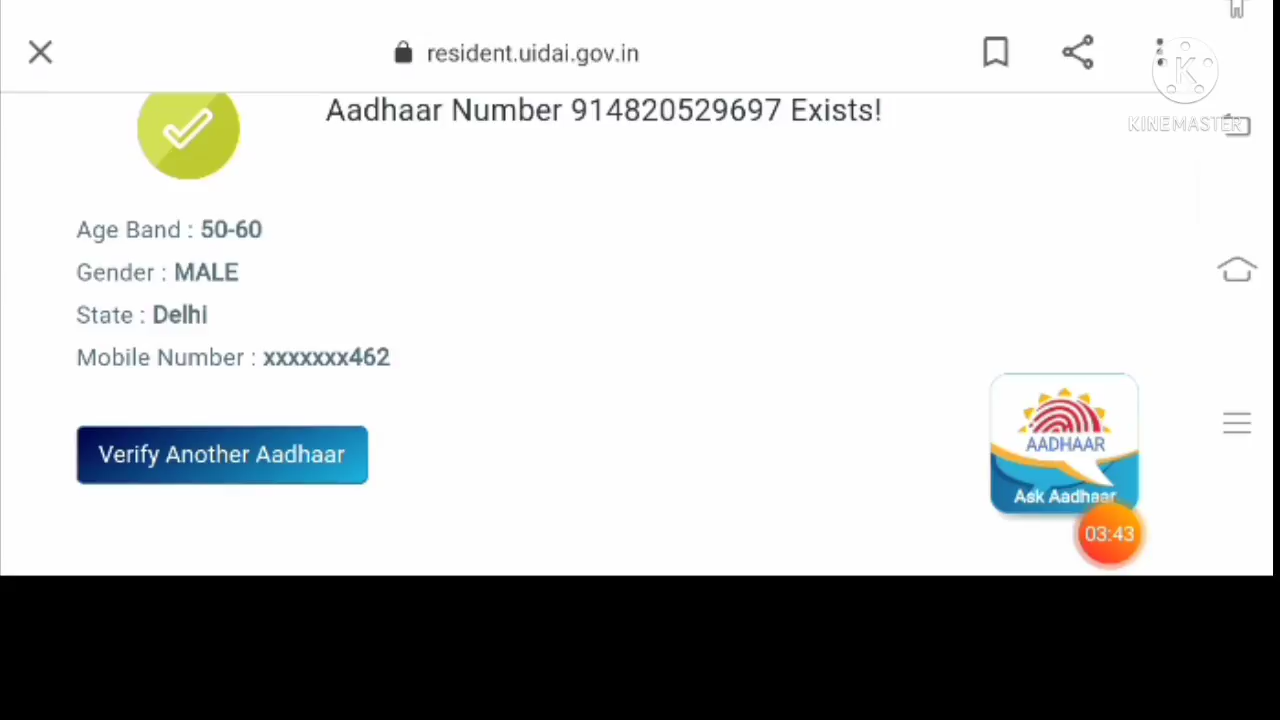 resident.uidai.gov.in
KINEMASTER
Aadhaar Number 914820529697 Exists!
Age Band : 50-60
Gender : MALE
State : Delhi
Mobile Number : xxxxxxx462
Verify Another Aadhaar
AADHAAR
Ask Aadhaar
03:43